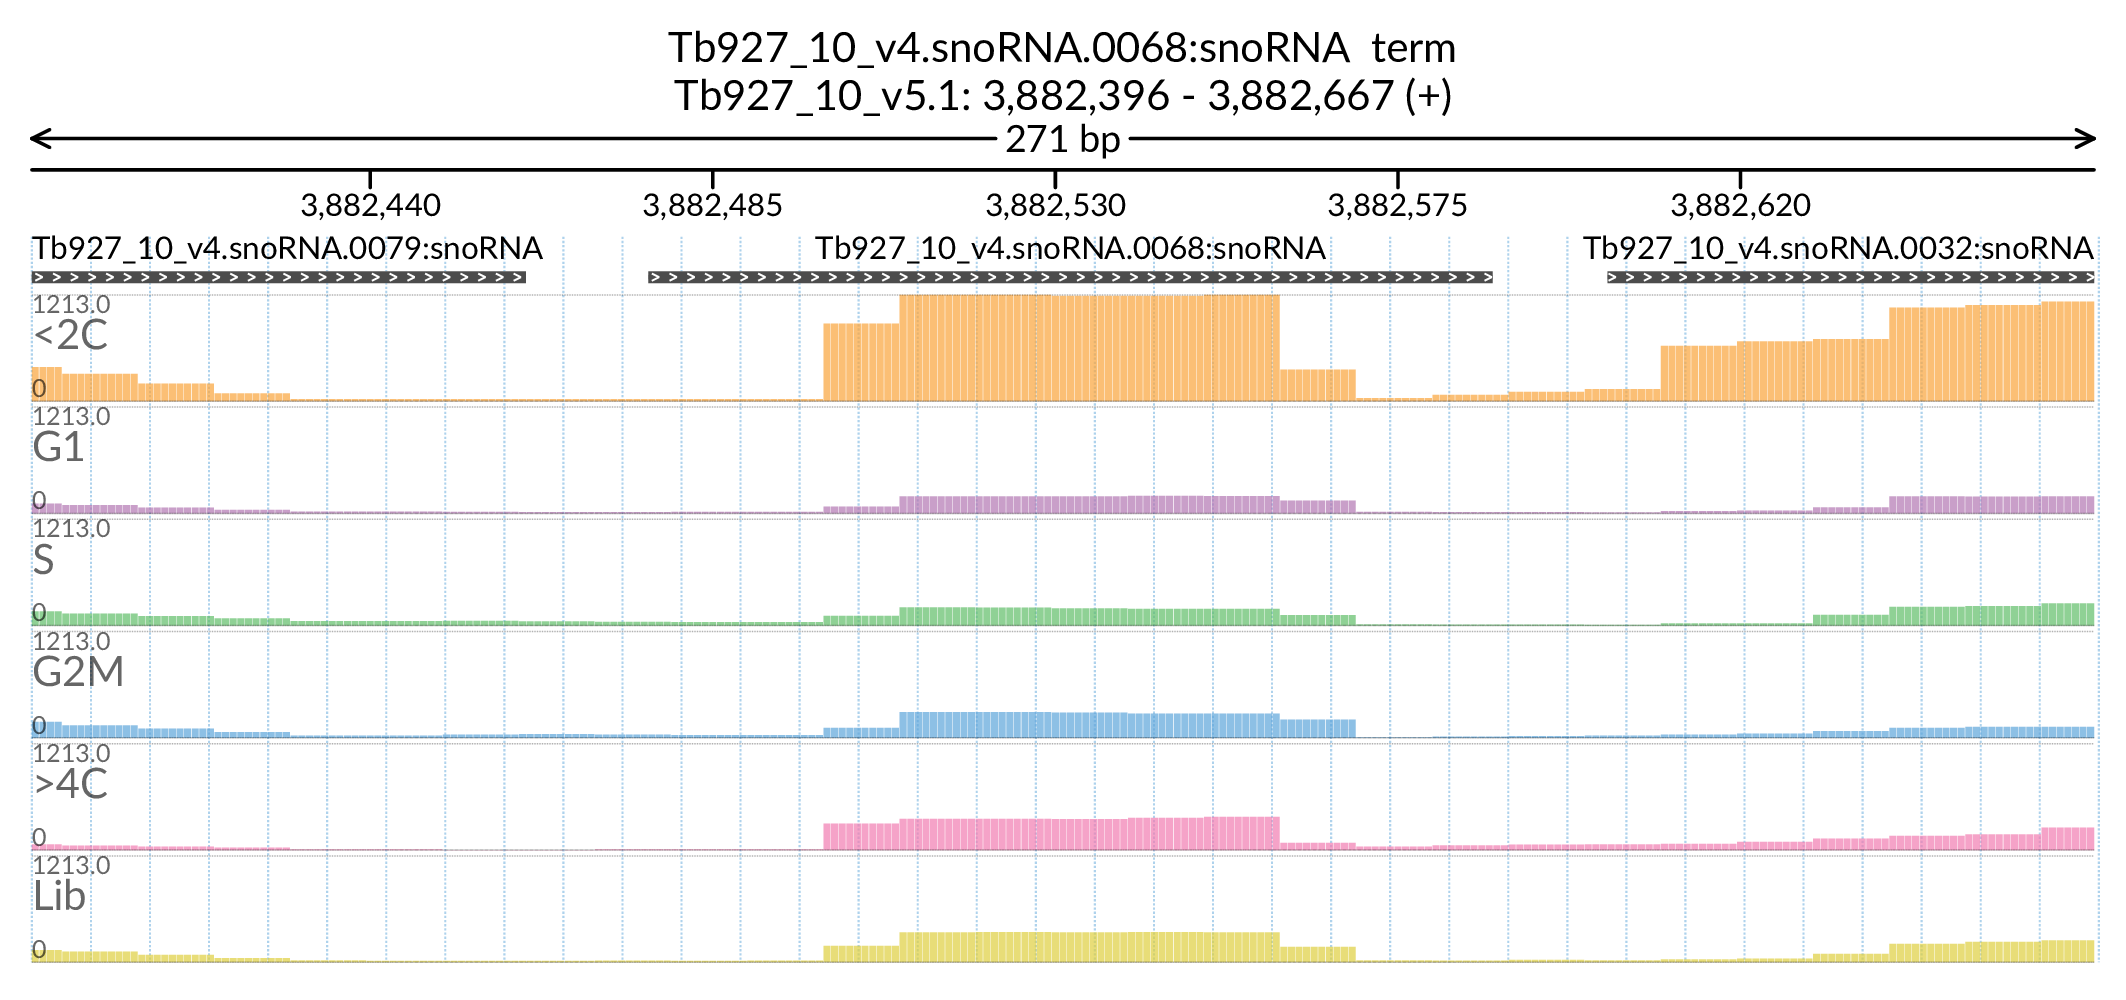 Tb927_10_v4.snoRNA.0068:snoRNA  term
Tb927_10_v5.1: 3,882,396 - 3,882,667 (+)
271 bp
3,882,440 3,882,485 3,882,530 3,882,575 3,882,620
Tb927_10_v4.snoRNA.0079:snoRNA Tb927_10_v4.snoRNA.0068:snoRNA Tb927_10_v4.snoRNA.0032:snoRNA
1213.0
<2C
0
1213.0
G1
0
1213.0
S
0
1213.0
G2M
0
1213.0
>4C
0
1213.0
Lib
0